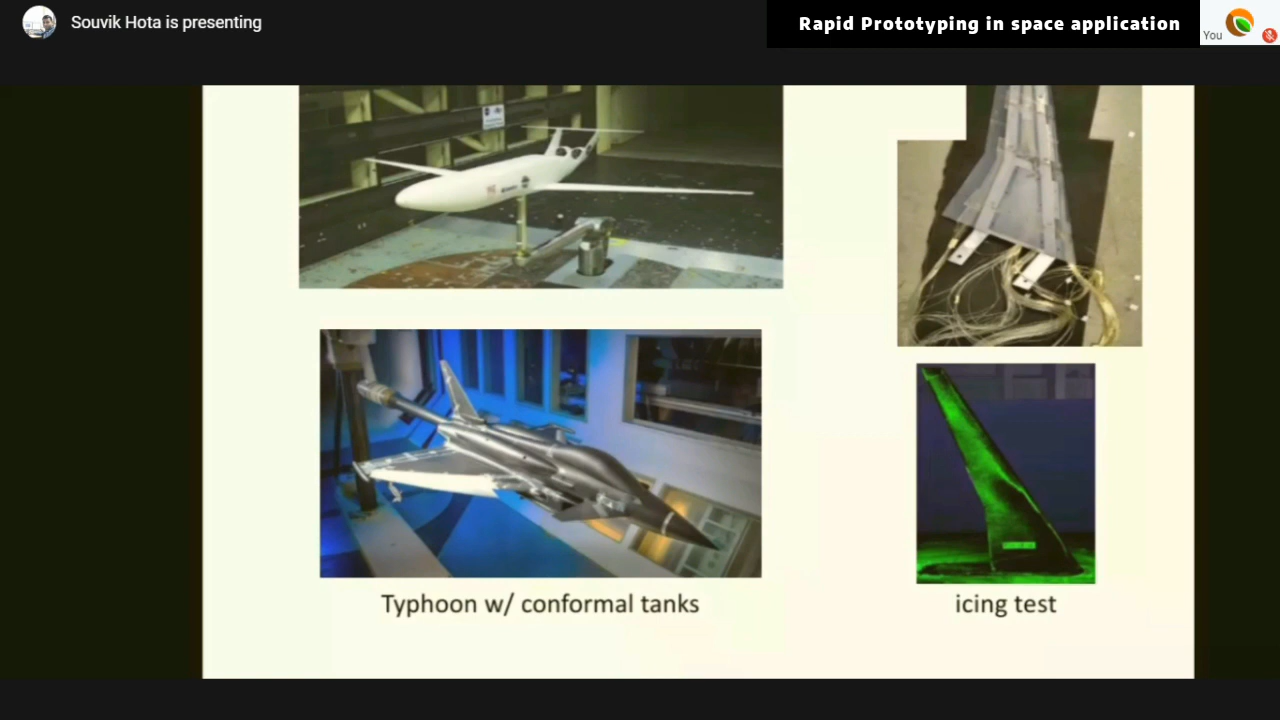 Souvik Hota is presenting
Rapid Prototyping in space application
You
Typhoon w/ conformal tanks
icing test